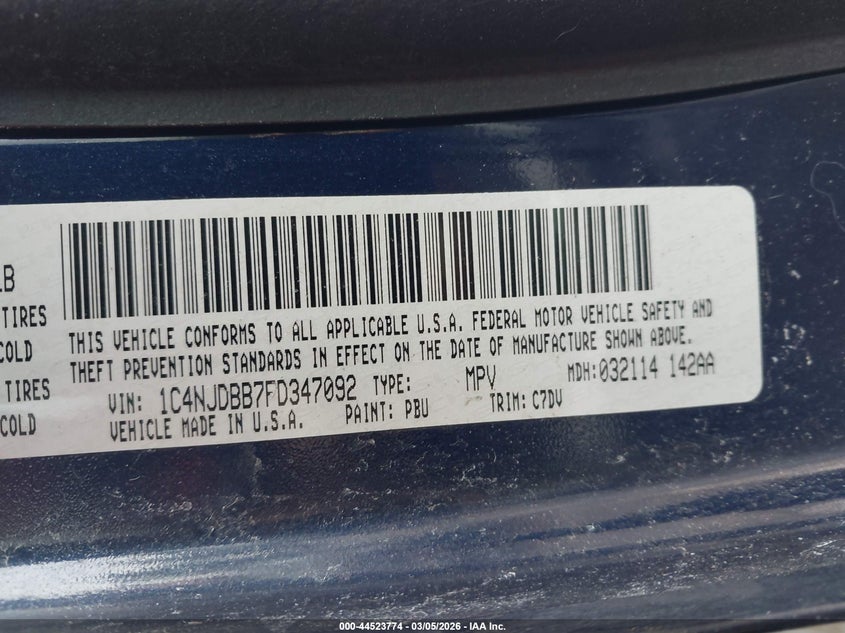 LB
TIRES
COLD
TIRES
COLD
THIS VEHICLE CONFORMS TO ALL APPLICABLE U.S.A. FEDERAL MOTOR VEHICLE SAFETY AND
THEFT PREVENTION STANDARDS IN EFFECT ON THE DATE OF MANUFACTURE SHOWN ABOVE.
VIN: 1C4NJDBB7FD347092 TYPE: MPV MDH: 032114 142AA
VEHICLE MADE IN U.S.A. PAINT: PBU TRIM: C7DV
000-44523774 - 03/05/2026 - IAA Inc.